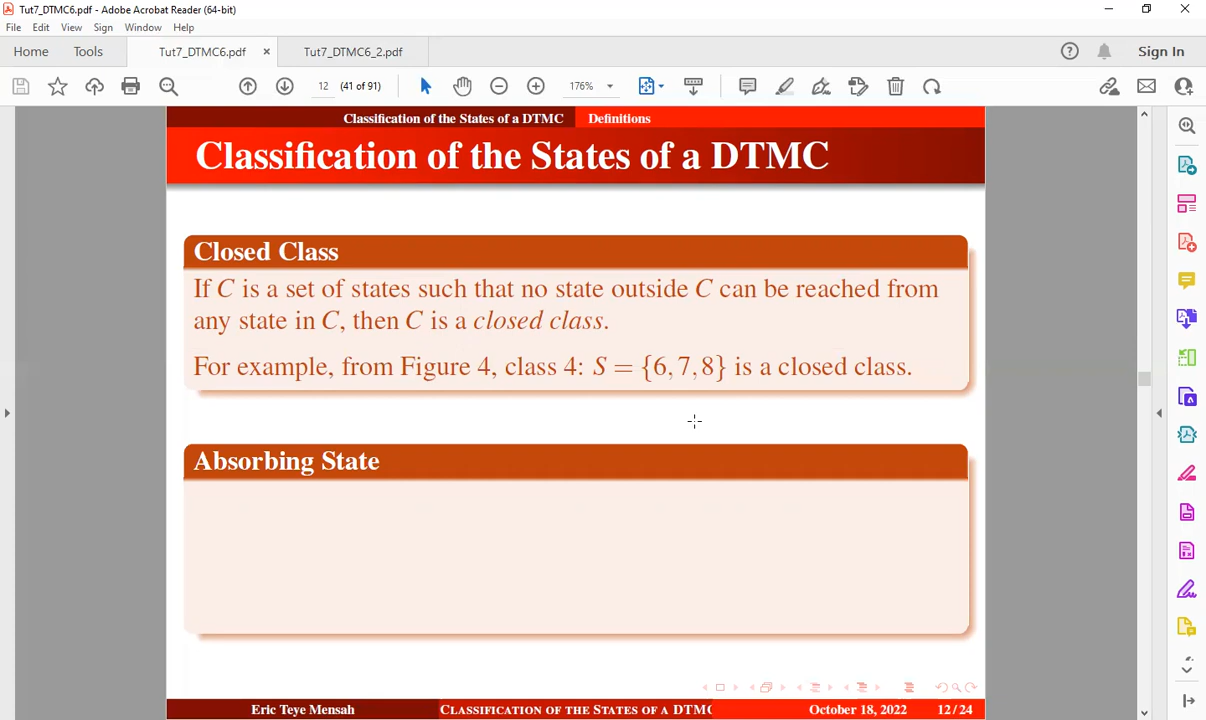 Tut7_DTMC6.pdf - Adobe Acrobat Reader (64-bit)
File Edit View Sign Window Help
Home Tools Tut7_DTMC6.pdf × Tut7_DTMC6_2.pdf Sign In
12 (41 of 91) 176%
Classification of the States of a DTMC Definitions
Classification of the States of a DTMC
Closed Class
If C is a set of states such that no state outside C can be reached from
any state in C, then C is a closed class.
For example, from Figure 4, class 4: S = {6, 7, 8} is a closed class.
Absorbing State
Eric Teye Mensah CLASSIFICATION OF THE STATES OF A DTMC October 18, 2022 12 / 24